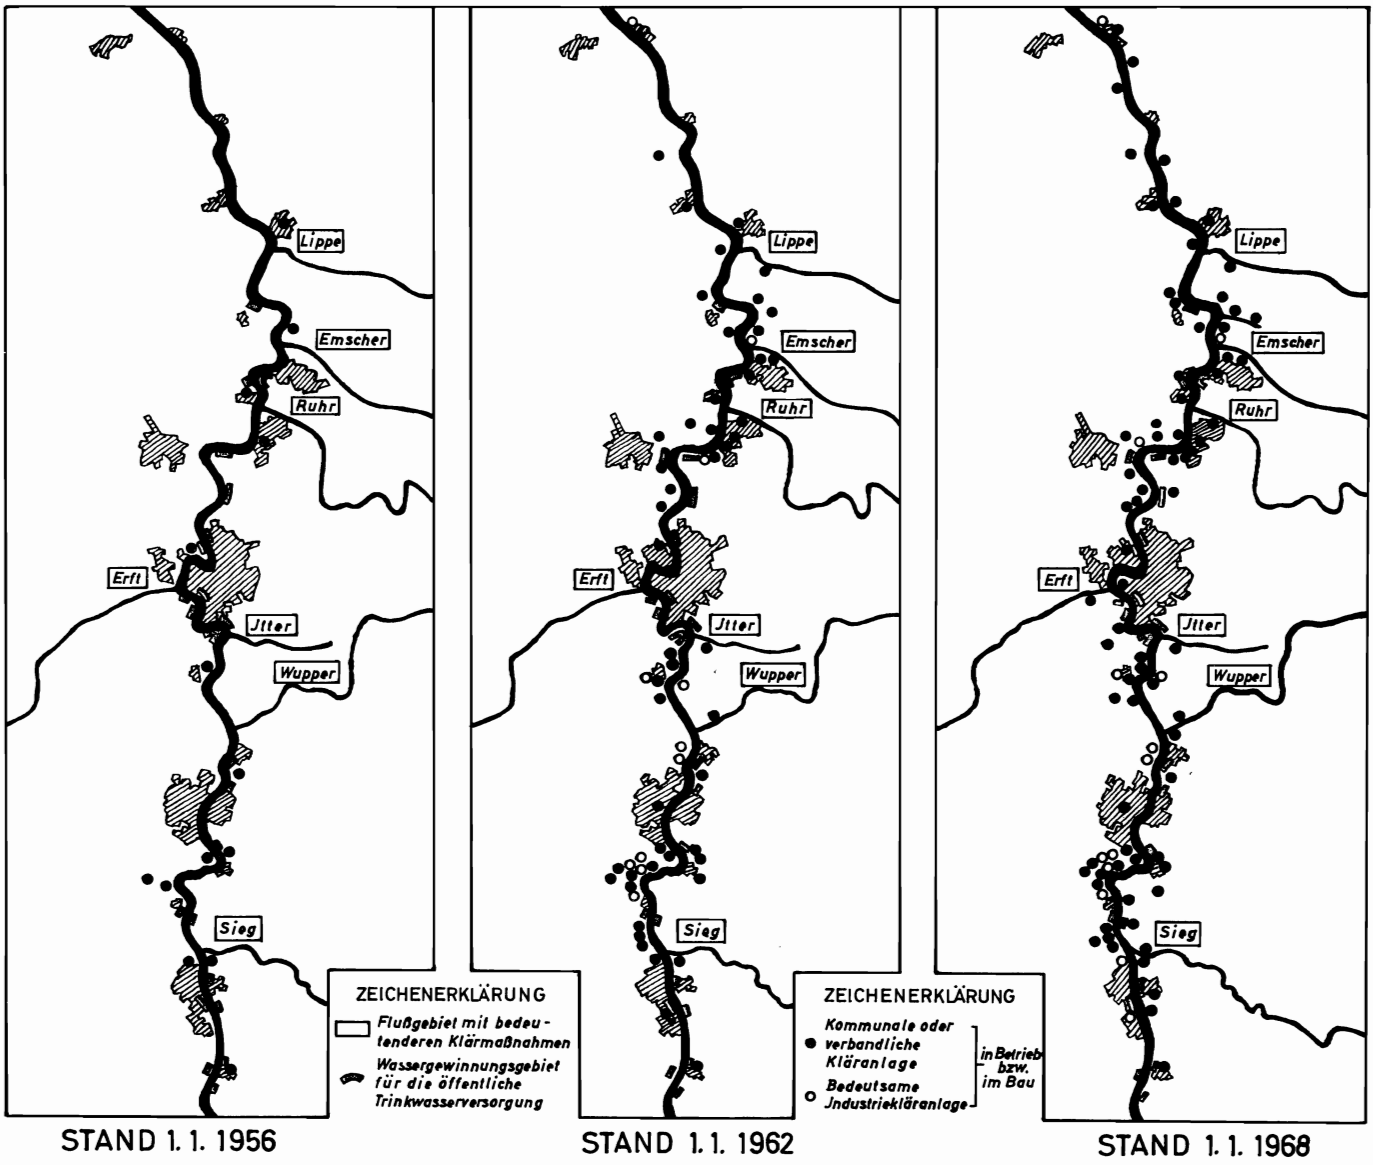 Lippe
Emscher
Ruhr
Erft
Jtter
Wupper
Sieg
ZEICHENERKLÄRUNG
Flußgebiet mit bedeu-
tenderen Klärmaßnahmen
Wassergewinnungsgebiet
für die öffentliche
Trinkwasserversorgung
STAND 1.1.1956
Lippe
Emscher
Ruhr
Erft
Jtter
Wupper
Sieg
ZEICHENERKLÄRUNG
Kommunale oder
verbandliche
Kläranlage
Bedeutsame
Jndustriekläranlage
in Betrieb
bzw.
im Bau
STAND 1.1.1962
Lippe
Emscher
Ruhr
Erft
Jtter
Wupper
Sieg
STAND 1.1.1968